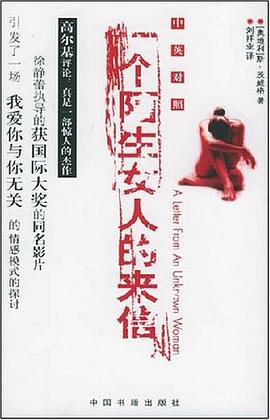 中英对照
[奥地利]斯·茨威格 著
译
一个陌生女人的来信
A Letter From An Unknown Woman
高尔基评论：真是一部惊人的杰作
徐静蕾执导的获国际大奖的同名影片
引发了一场 我爱你与你无关 的情感模式的探讨
中国书籍出版社